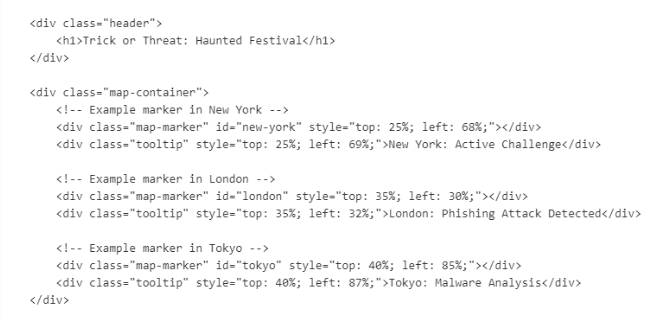 <div class="header">
<h1>Trick or Threat: Haunted Festival</h1>
</div>
<div class="map-container">
<!-- Example marker in New York -->
<div class="map-marker" id="new-york" style="top: 25%; left: 68%;"></div>
<div class="tooltip" style="top: 25%; left: 69%;">New York: Active Challenge</div>
<!-- Example marker in London -->
<div class="map-marker" id="london" style="top: 35%; left: 30%;"></div>
<div class="tooltip" style="top: 35%; left: 32%;">London: Phishing Attack Detected</div>
<!-- Example marker in Tokyo -->
<div class="map-marker" id="tokyo" style="top: 40%; left: 85%;"></div>
<div class="tooltip" style="top: 40%; left: 87%;">Tokyo: Malware Analysis</div>
</div>